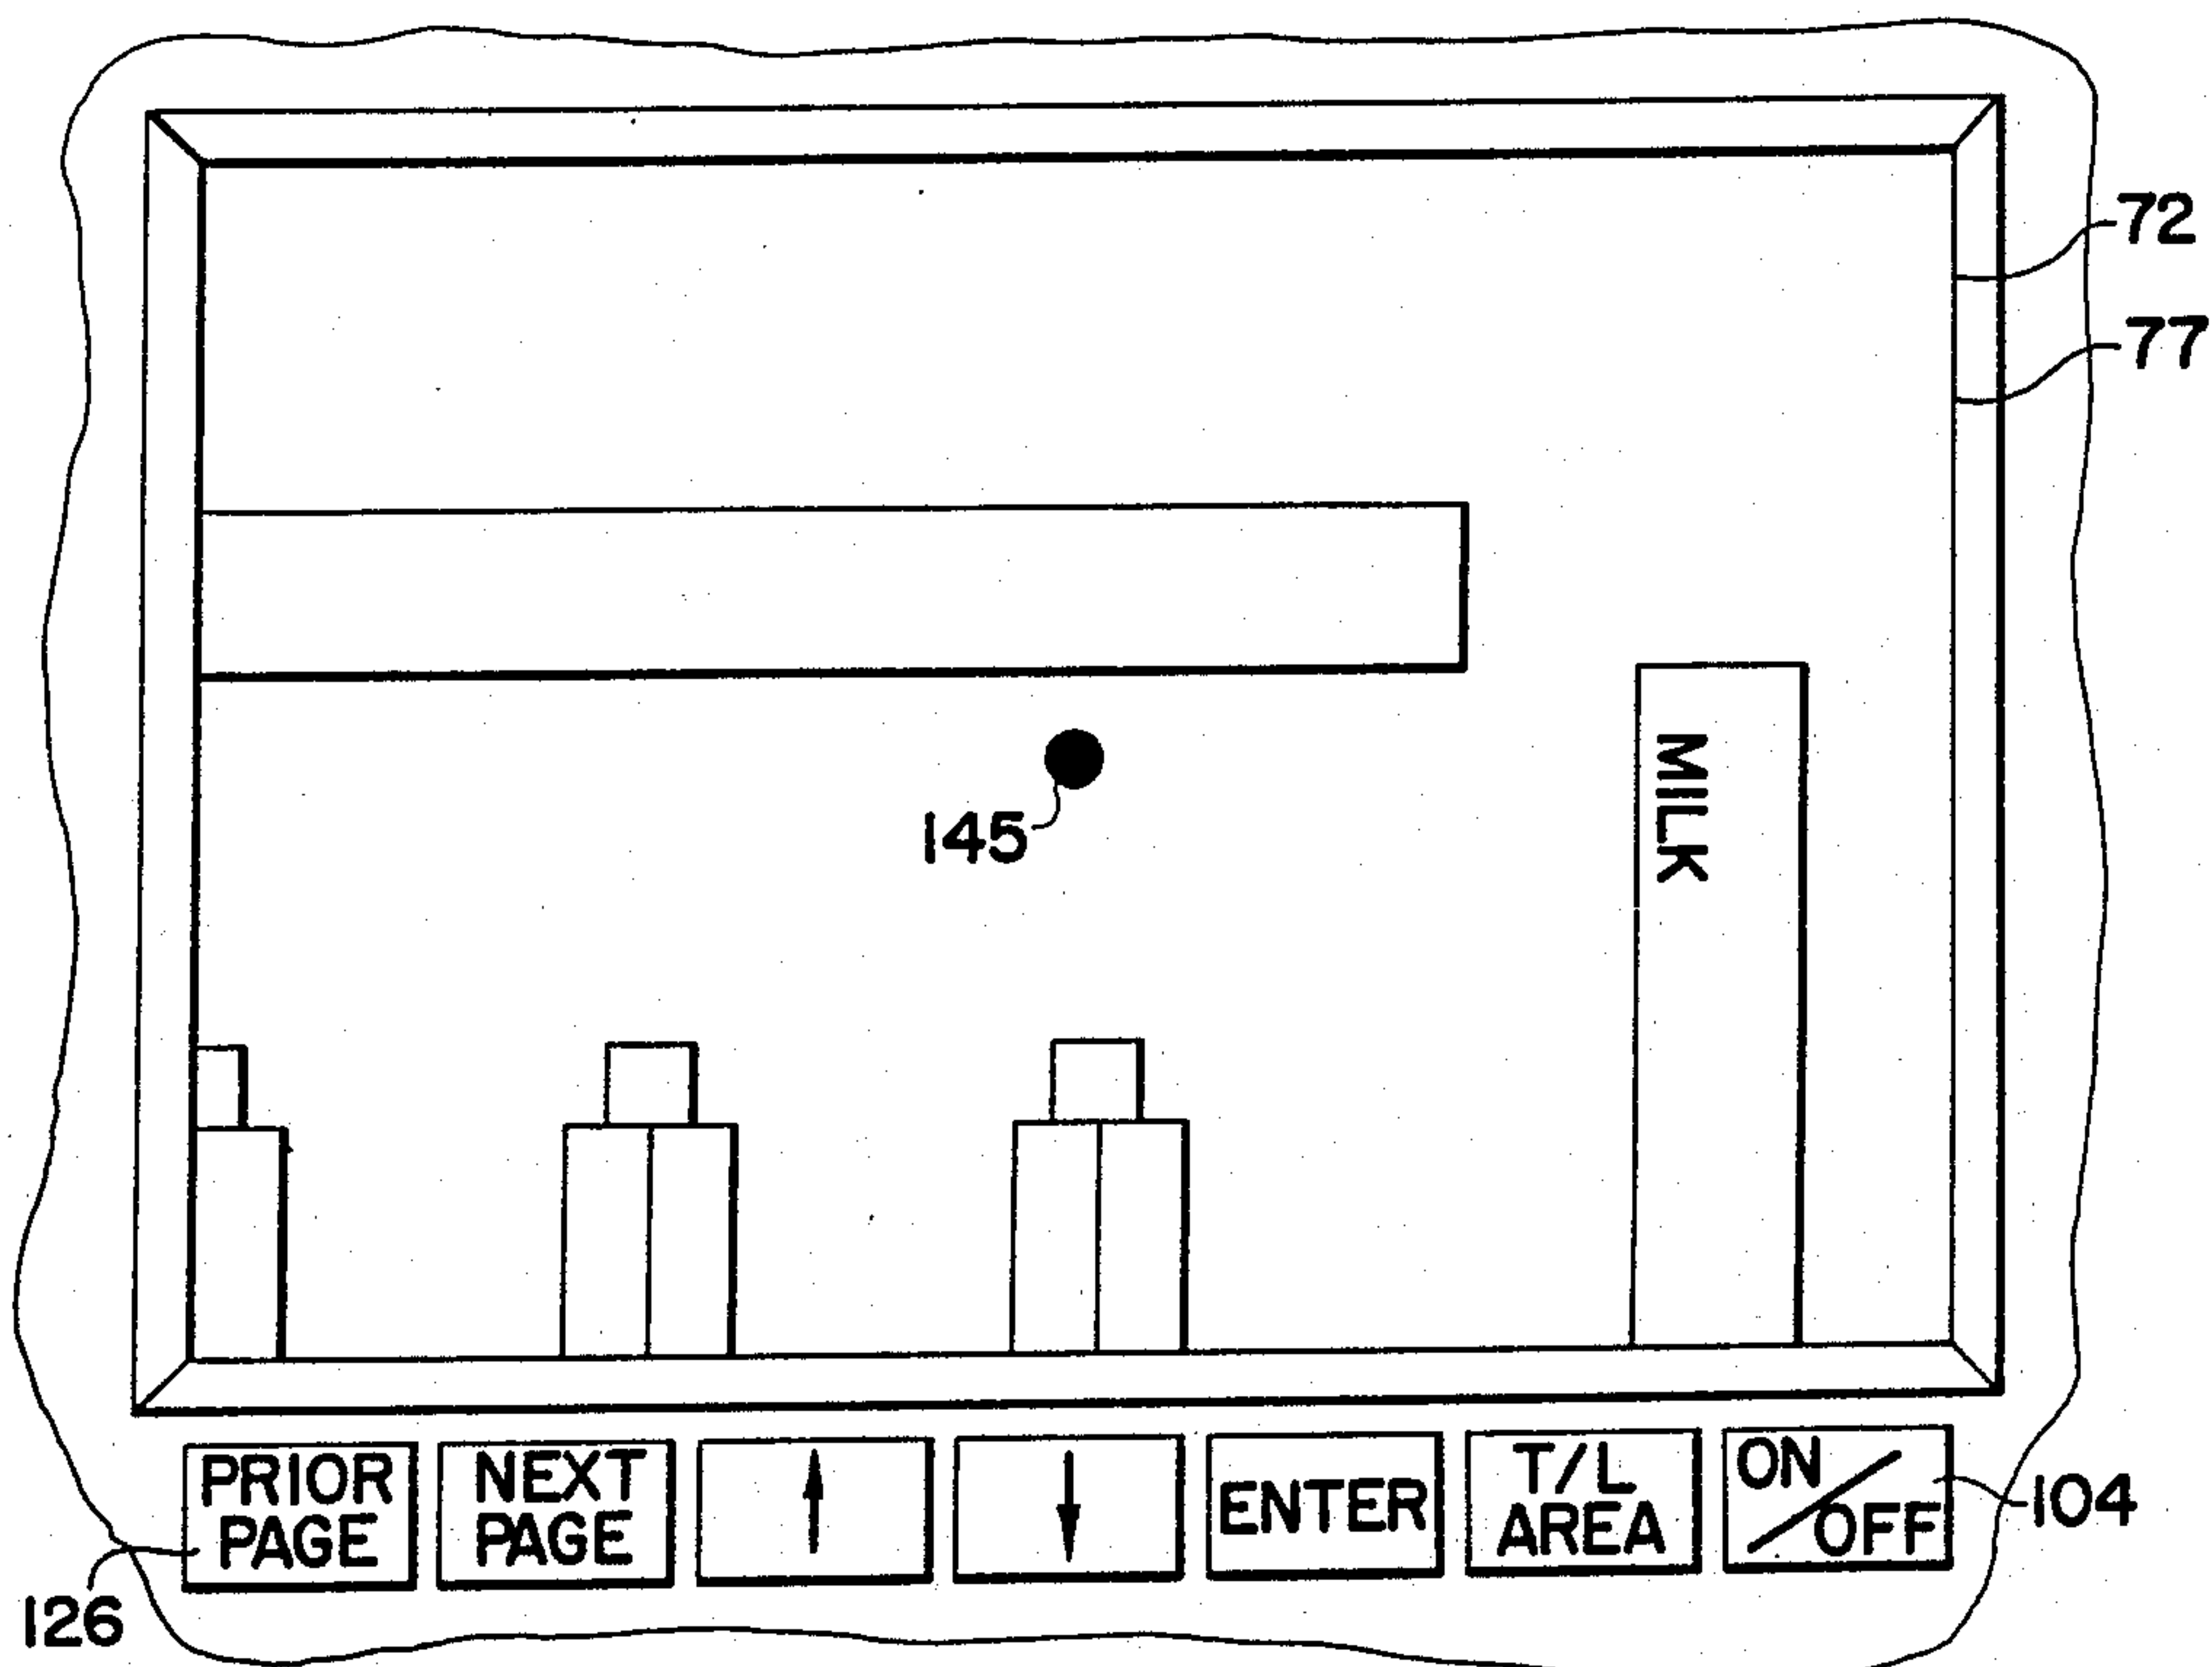 72
77
MILK
145
PRIOR
PAGE
NEXT
PAGE
ENTER
T/L
AREA
ON
/OFF
104
126